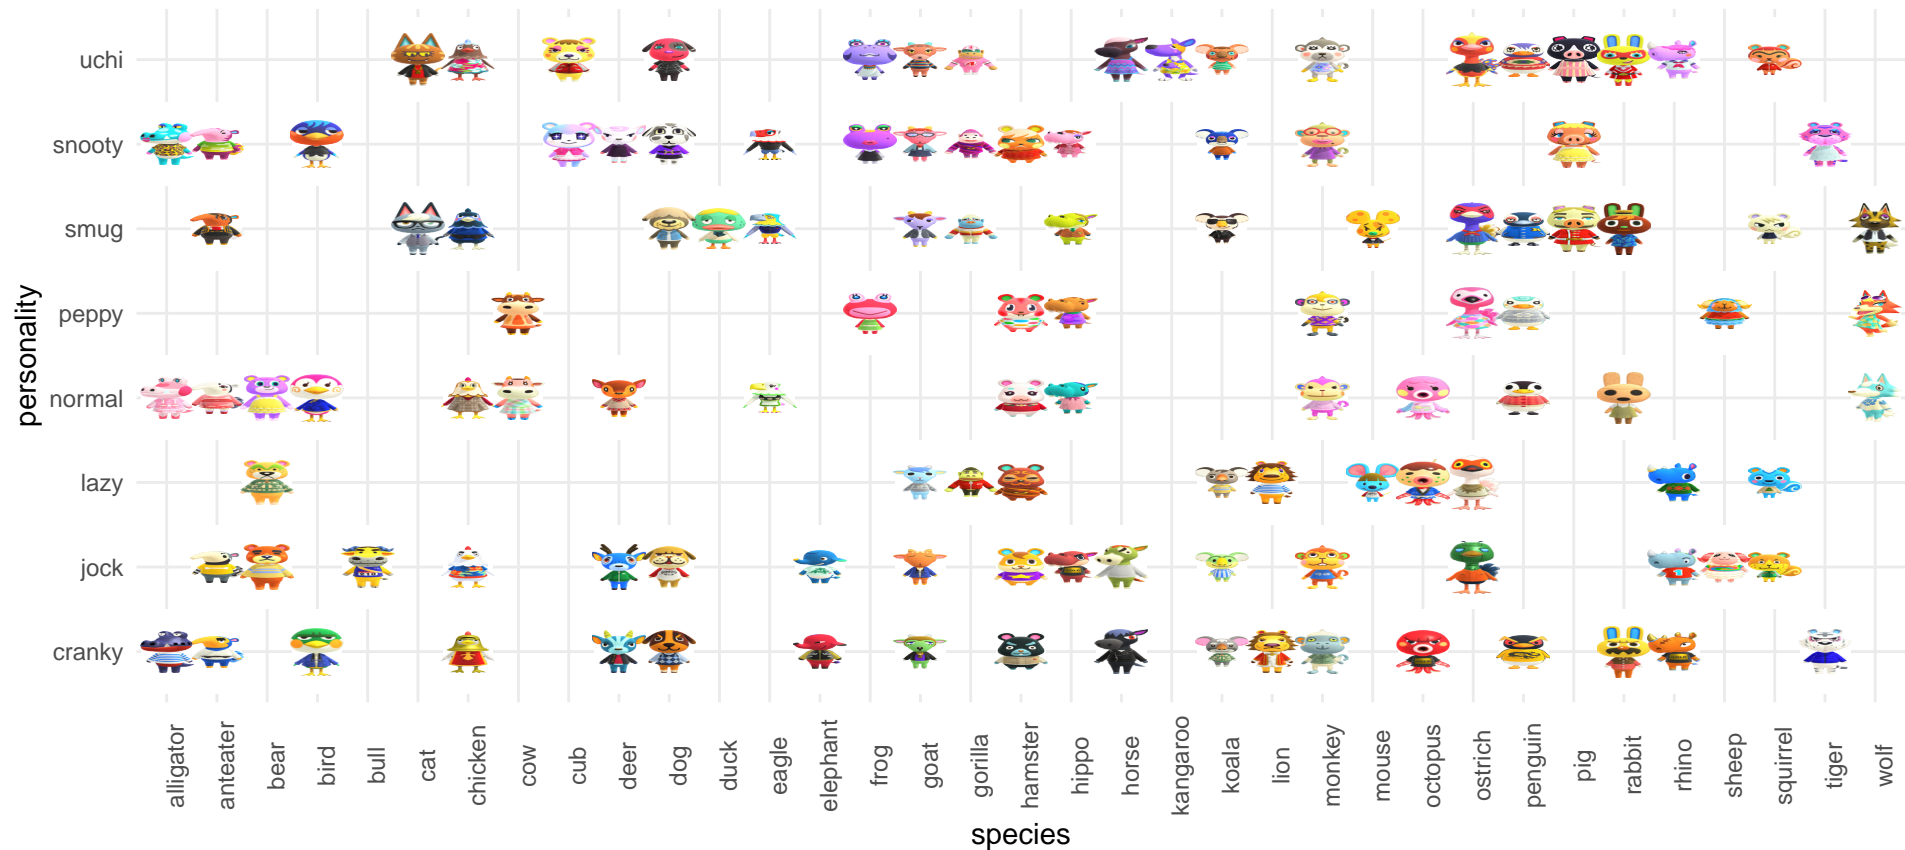 uchi
snooty
smug
peppy
normal
lazy
jock
cranky
personality
alligator
anteater
bear
bird
bull
cat
chicken
cow
cub
deer
dog
duck
eagle
elephant
frog
goat
gorilla
hamster
hippo
horse
kangaroo
koala
lion
monkey
mouse
octopus
ostrich
penguin
pig
rabbit
rhino
sheep
squirrel
tiger
wolf
species